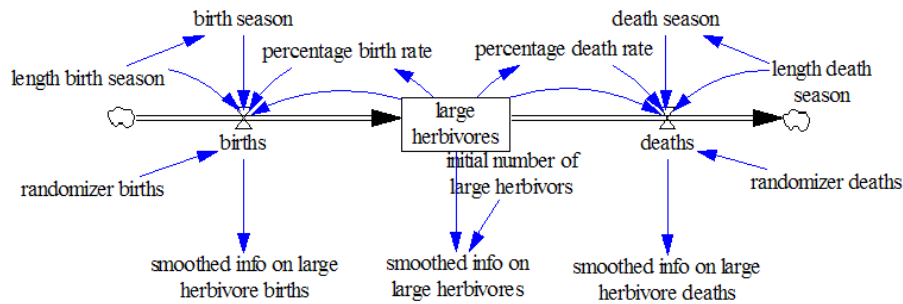 birth season
death season
percentage birth rate
percentage death rate
length birth season
length death
season
large
herbivores
births
deaths
initial number of
large herbivors
randomizer births
randomizer deaths
smoothed info on large
herbivore births
smoothed info on
large herbivores
smoothed info on large
herbivore deaths